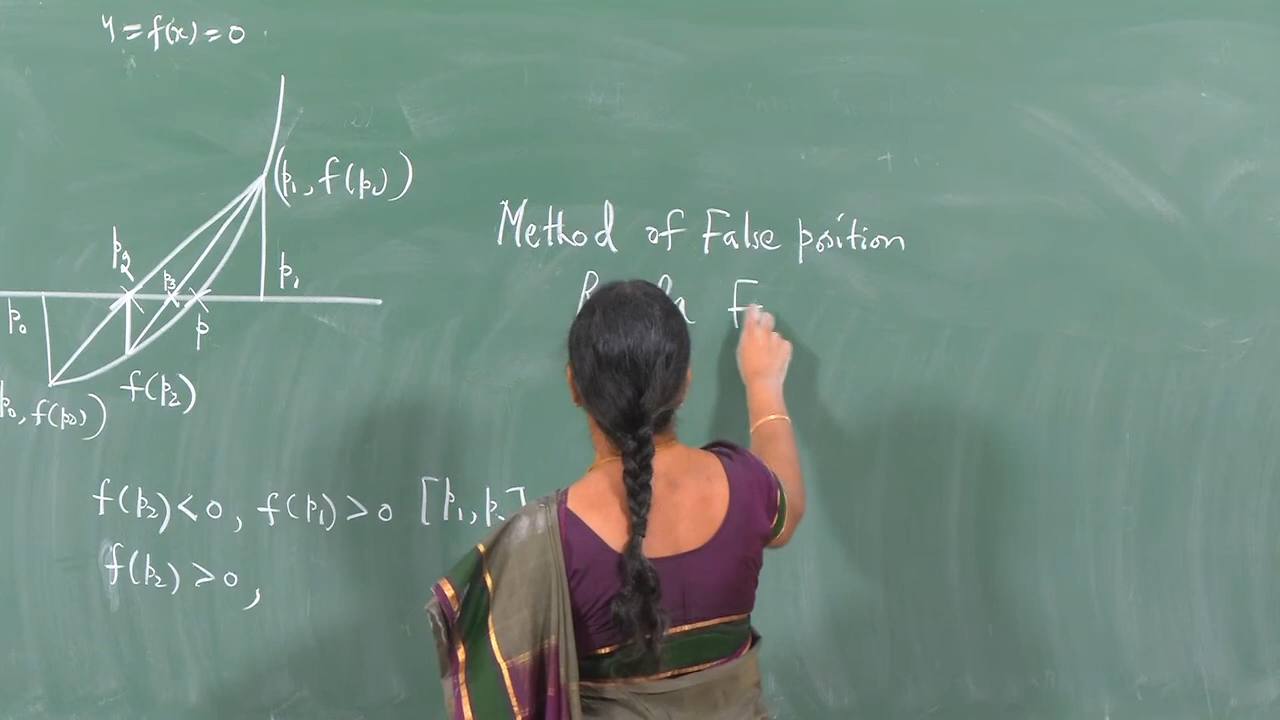 y = f(x) = 0
(p₁, f(p₁))
p₂
p₃
p₁
p₀
p
f(p₂)
p₀, f(p₀))
Method of False position
F
f(p₂) < 0, f(p₁) > 0 [p₁, p
f(p₂) > 0,